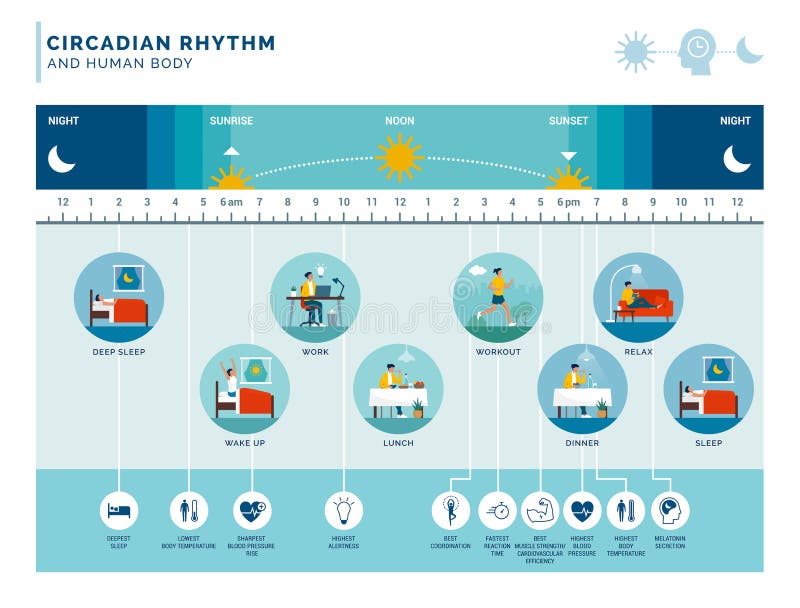 CIRCADIAN RHYTHM
AND HUMAN BODY
NIGHT SUNRISE NOON SUNSET NIGHT
12 1 2 3 4 5 6 am 7 8 9 10 11 12 1 2 3 4 5 6 pm 7 8 9 10 11 12
DEEP SLEEP WORK WORKOUT RELAX
WAKE UP LUNCH DINNER SLEEP
DEEPEST
SLEEP
LOWEST
BODY TEMPERATURE
SHARPEST
BLOOD PRESSURE
RISE
HIGHEST
ALERTNESS
BEST
COORDINATION
FASTEST
REACTION
TIME
BEST
MUSCLE STRENGTH/
CARDIOVASCULAR
EFFICIENCY
HIGHEST
BLOOD
PRESSURE
HIGHEST
BODY
TEMPERATURE
MELATONIN
SECRETION
dreamstime
dreamstime.com